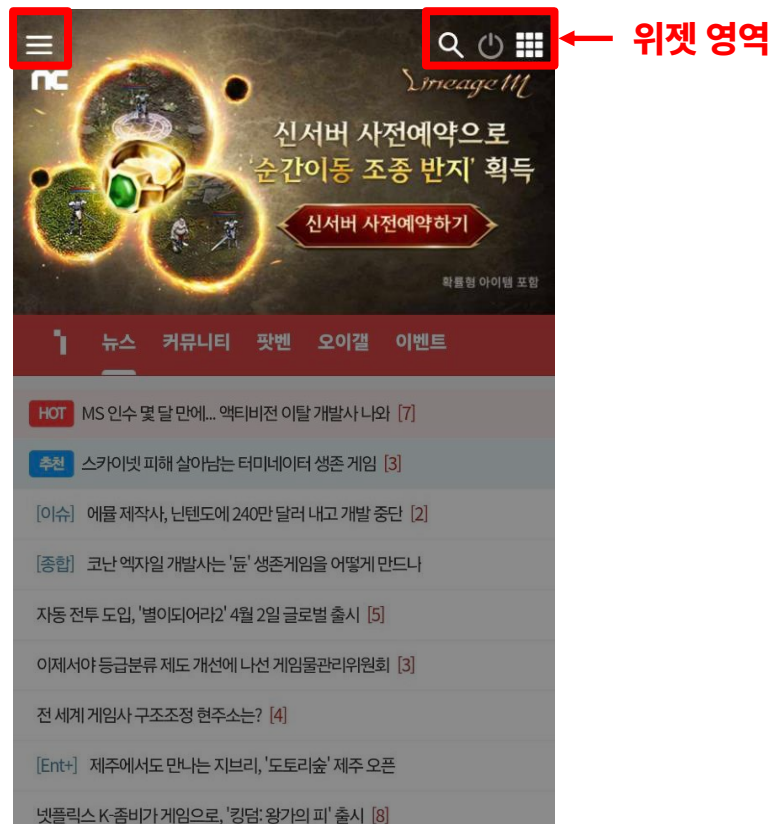 위젯 영역
nc
Lineage M
신서버 사전예약으로
'순간이동 조종 반지' 획득
신서버 사전예약하기
확률형 아이템 포함
뉴스 커뮤니티 팟벤 오이갤 이벤트
HOT MS 인수 몇 달 만에... 액티비전 이탈 개발사 나와 [7]
추천 스카이넷 피해 살아남는 터미네이터 생존 게임 [3]
[이슈] 에뮬 제작사, 닌텐도에 240만 달러 내고 개발 중단 [2]
[종합] 코난 엑자일 개발사는 '듄' 생존게임을 어떻게 만드나
자동 전투 도입, '별이되어라2' 4월 2일 글로벌 출시 [5]
이제서야 등급분류 제도 개선에 나선 게임물관리위원회 [3]
전 세계 게임사 구조조정 현주소는? [4]
[Ent+] 제주에서도 만나는 지브리, '도토리숲' 제주 오픈
넷플릭스 K-좀비가 게임으로, '킹덤: 왕가의 피' 출시 [8]